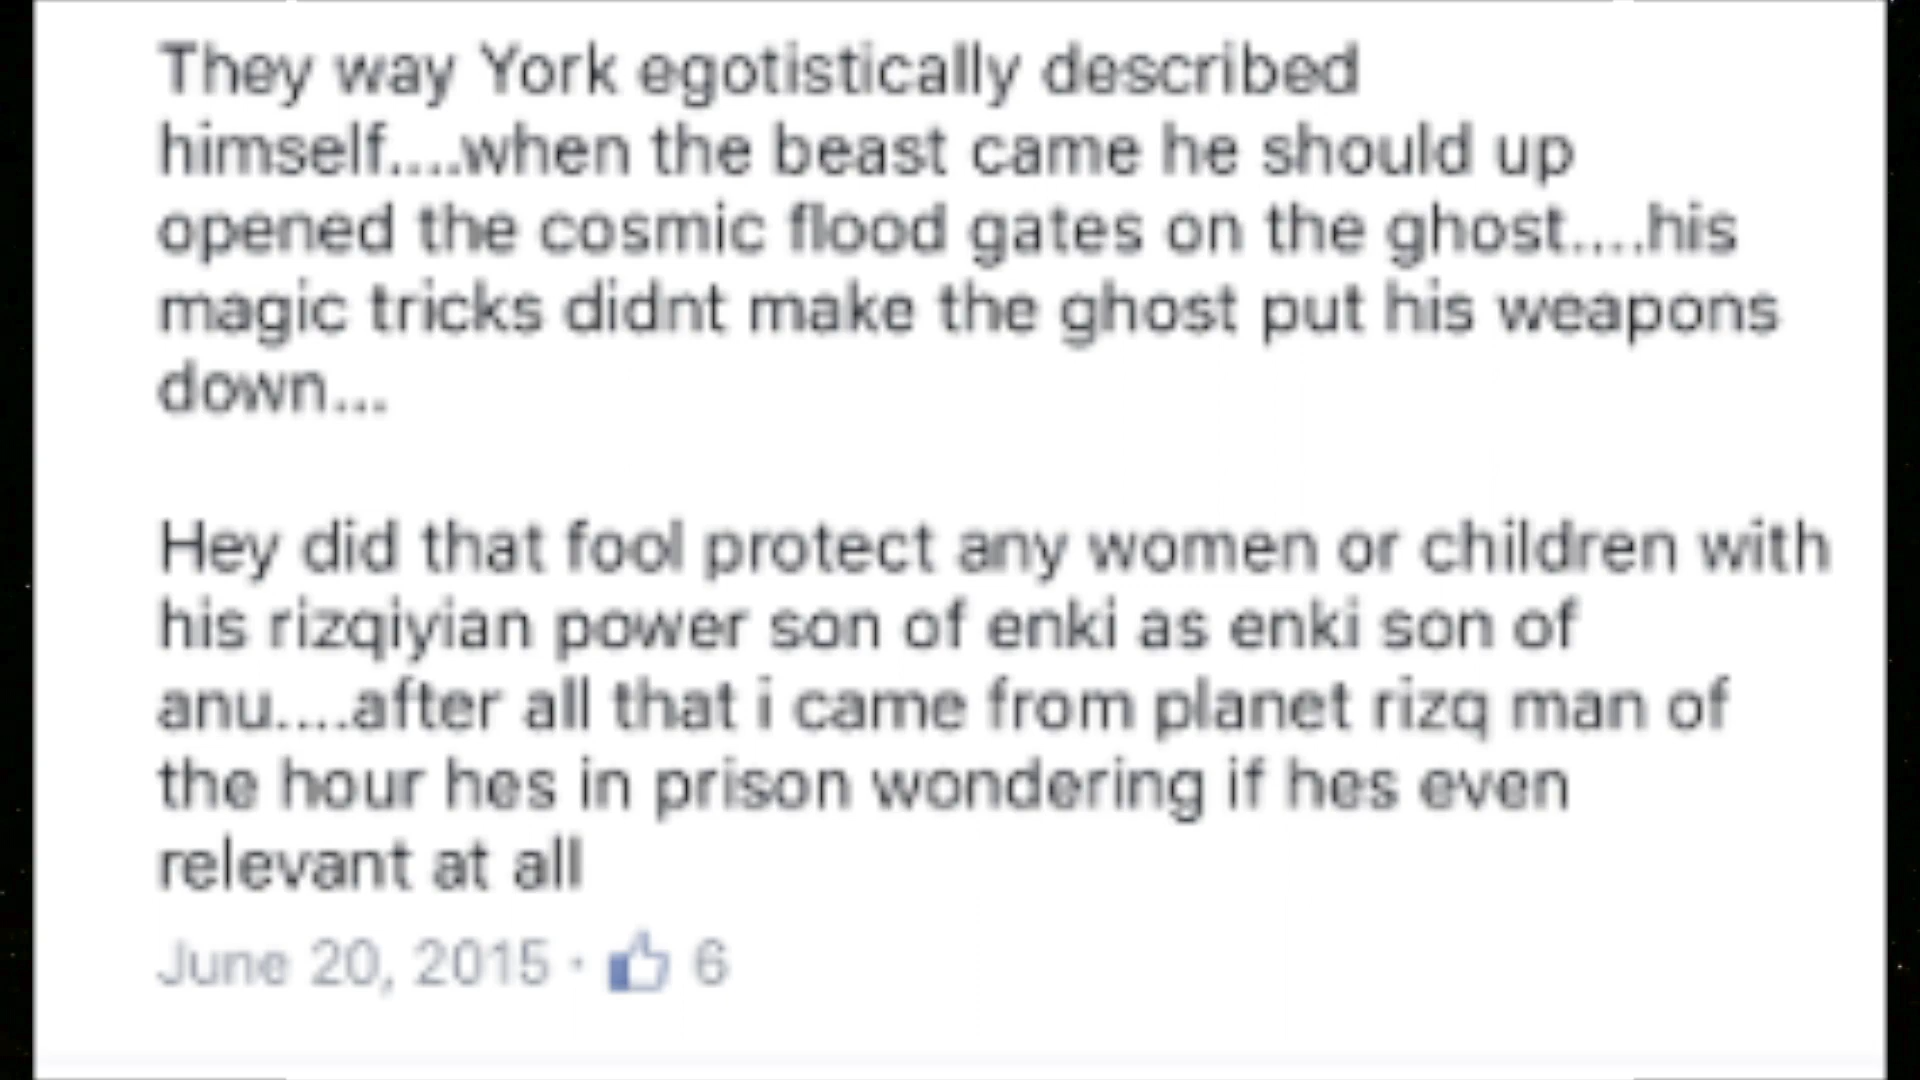 They way York egotistically described
himself....when the beast came he should up
opened the cosmic flood gates on the ghost....his
magic tricks didnt make the ghost put his weapons
down...
Hey did that fool protect any women or children with
his rizqiyian power son of enki as enki son of
anu....after all that i came from planet rizq man of
the hour hes in prison wondering if hes even
relevant at all
June 20, 2015 · 6